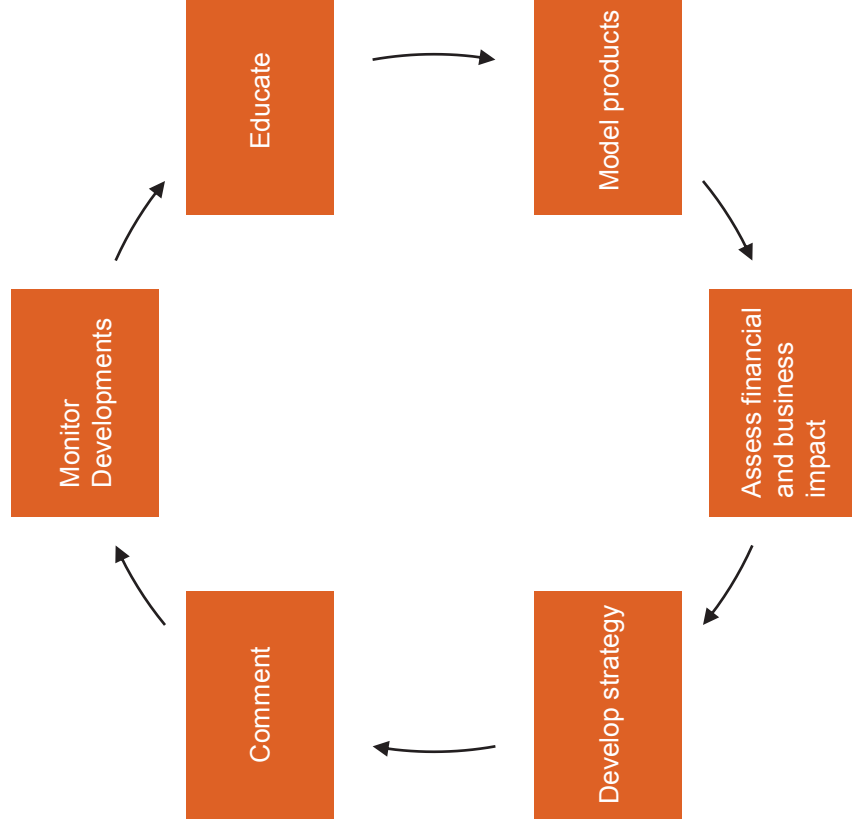 Monitor
Developments
Comment
Educate
Develop strategy
Model products
Assess financial
and business
impact